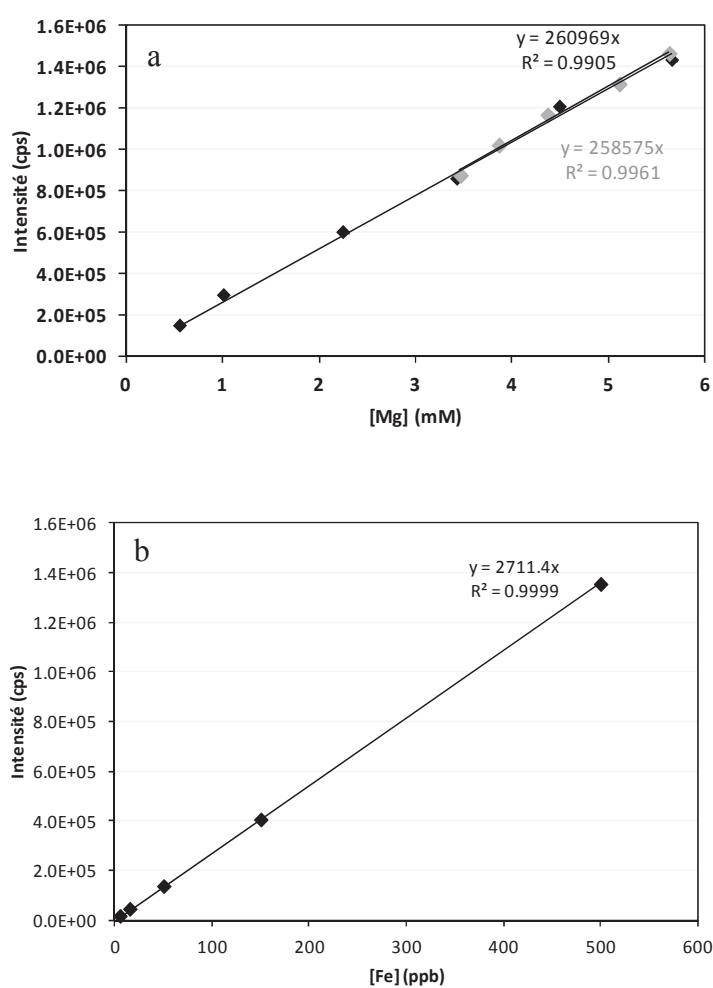 a
y = 260969x
R² = 0.9905
y = 258575x
R² = 0.9961
Intensité (cps)
1.6E+06
1.4E+06
1.2E+06
1.0E+06
8.0E+05
6.0E+05
4.0E+05
2.0E+05
0.0E+00
0 1 2 3 4 5 6
[Mg] (mM)
b
y = 2711.4x
R² = 0.9999
Intensité (cps)
1.6E+06
1.4E+06
1.2E+06
1.0E+06
8.0E+05
6.0E+05
4.0E+05
2.0E+05
0.0E+00
0 100 200 300 400 500 600
[Fe] (ppb)